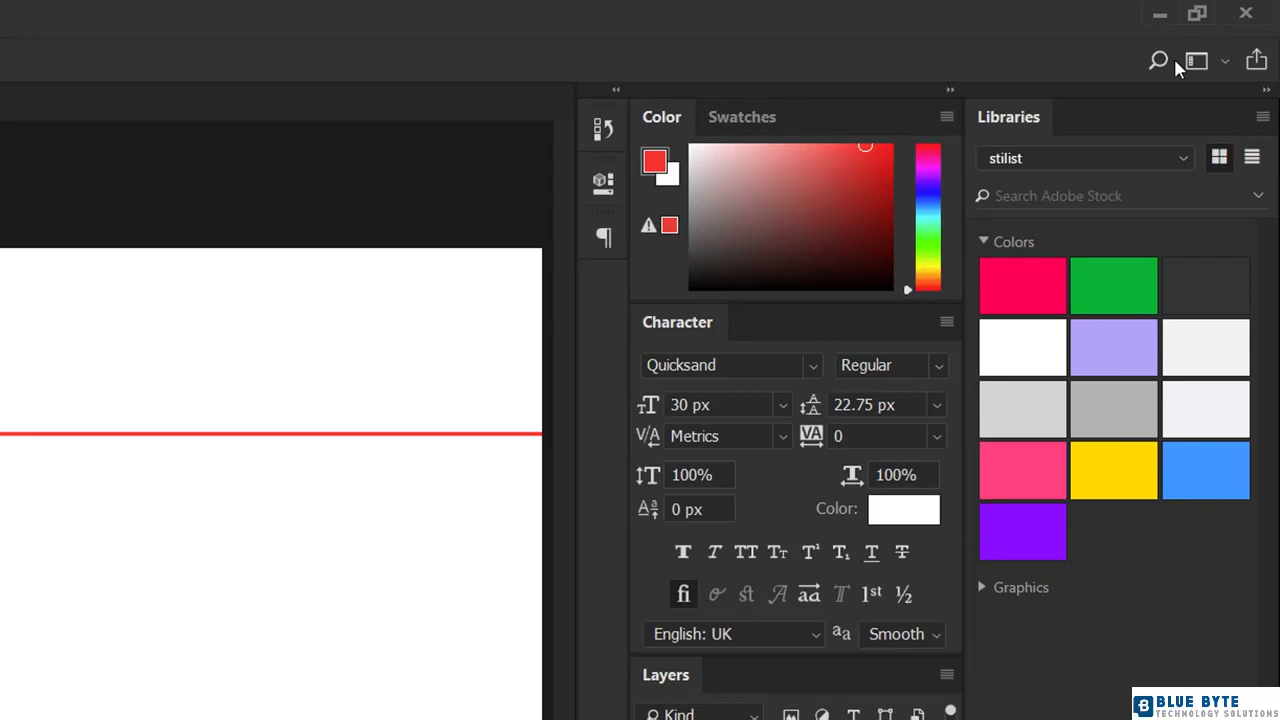 Color
Swatches
Libraries
stilist
Search Adobe Stock
Colors
Character
Quicksand
Regular
30 px
22.75 px
Metrics
0
100%
100%
0 px
Color:
English: UK
Smooth
Graphics
Layers
Kind
BLUE BYTE
TECHNOLOGY SOLUTIONS